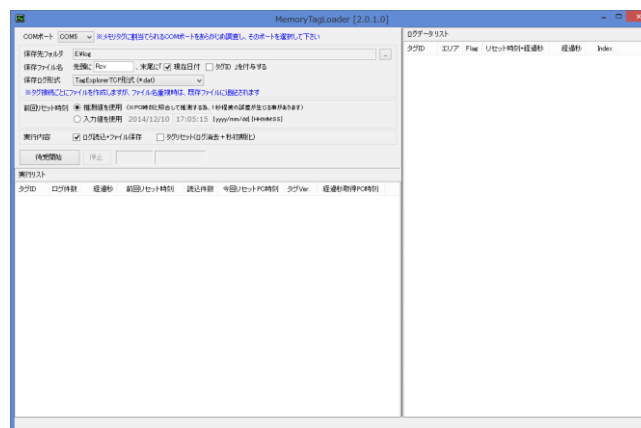 MemoryTagLoader [2.0.1.0]
COMポート COM5 ※メモリタグに割当てられるCOMポートをあらかじめ調査し、そのポートを選択して下さい
保存先フォルダ E:¥log ...
保存ファイル名 先頭に Rcv 、末尾に「 現在日付 タグID 」を付与する
保存ログ形式 TagExplorerTCP形式(*.dat)
※タグ接続ごとにファイルを作成しますが、ファイル名重複時は、既存ファイルに追記されます
前回リセット時刻 推測値を使用 (※PC時刻と照合して推測する為、1秒程度の誤差が生じる事があります)
入力値を使用 2014/12/10 17:05:15 [yyyy/mm/dd] [HH:MM:SS]
実行内容 ログ読込+ファイル保存 タグリセット(ログ消去+秒初期化)
待受開始 停止
実行リスト
タグID ログ件数 経過秒 前回リセット時刻 読込件数 今回リセットPC時刻 タグVer. 経過秒取得PC時刻
ログデータリスト
タグID エリア Flag リセット時刻+経過秒 経過秒 Index